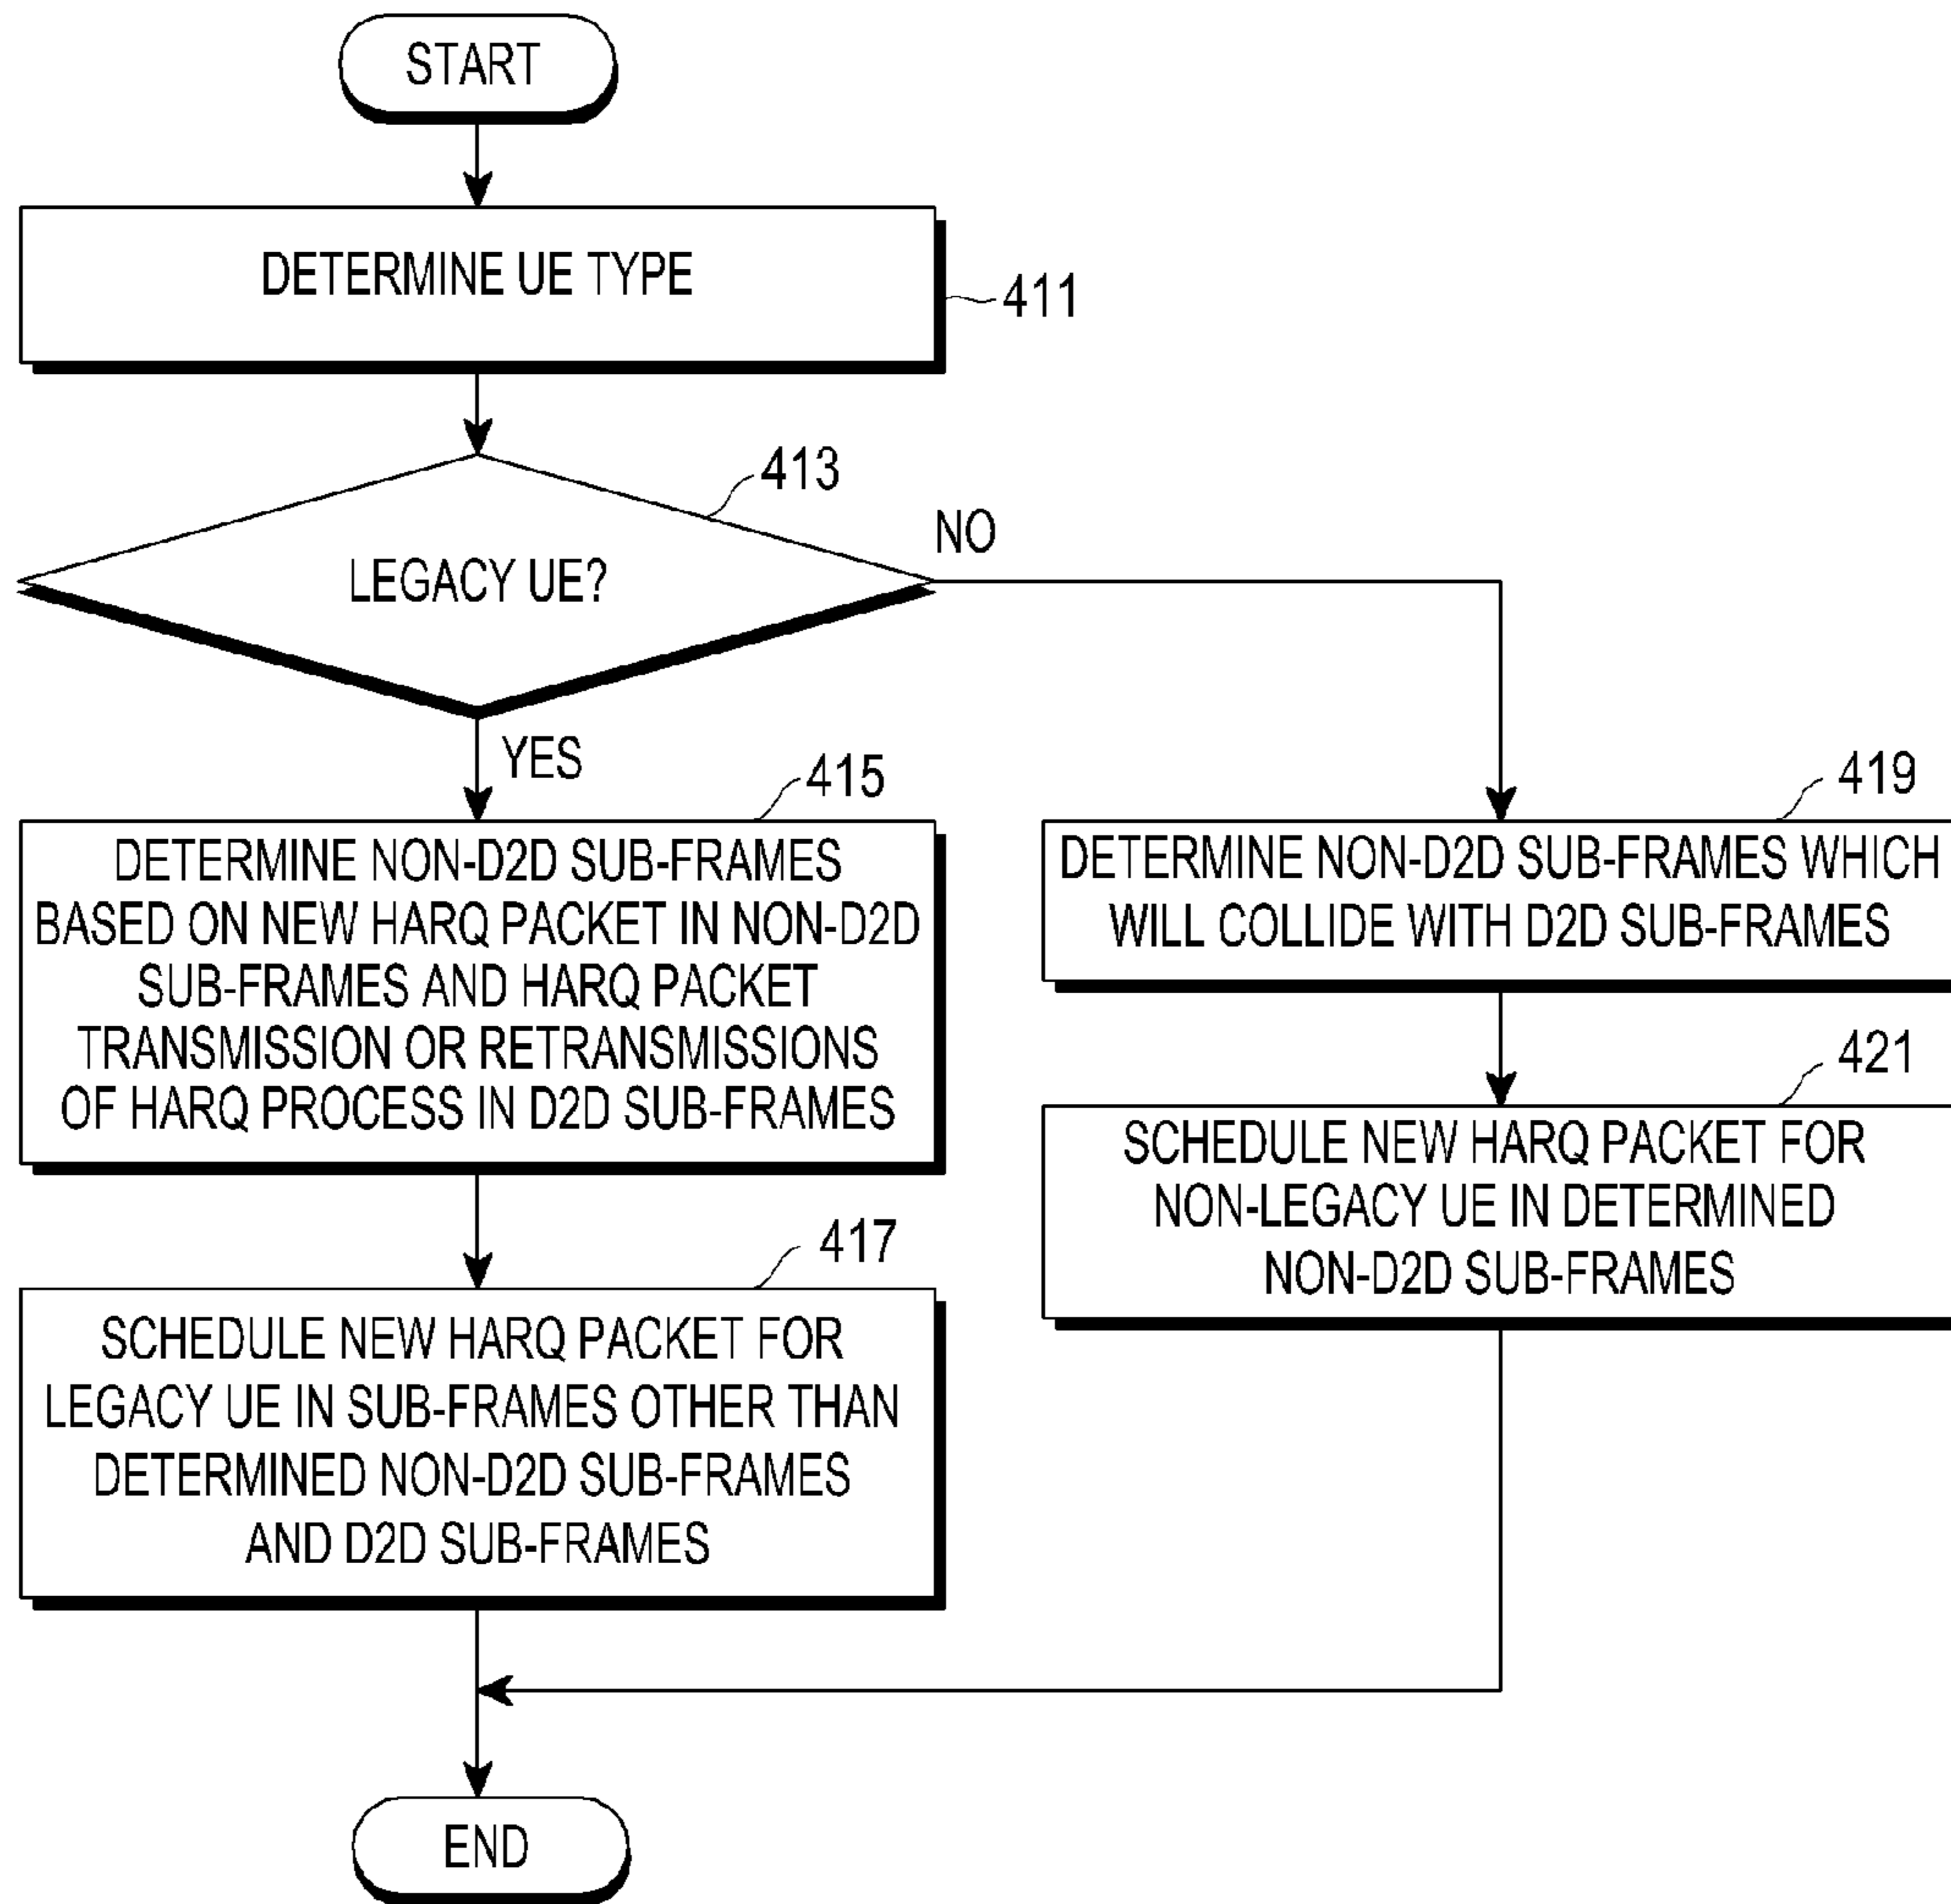 START
DETERMINE UE TYPE
411
413
LEGACY UE?
NO
YES
415
DETERMINE NON-D2D SUB-FRAMES
BASED ON NEW HARQ PACKET IN NON-D2D
SUB-FRAMES AND HARQ PACKET
TRANSMISSION OR RETRANSMISSIONS
OF HARQ PROCESS IN D2D SUB-FRAMES
417
SCHEDULE NEW HARQ PACKET FOR
LEGACY UE IN SUB-FRAMES OTHER THAN
DETERMINED NON-D2D SUB-FRAMES
AND D2D SUB-FRAMES
419
DETERMINE NON-D2D SUB-FRAMES WHICH
WILL COLLIDE WITH D2D SUB-FRAMES
421
SCHEDULE NEW HARQ PACKET FOR
NON-LEGACY UE IN DETERMINED
NON-D2D SUB-FRAMES
END